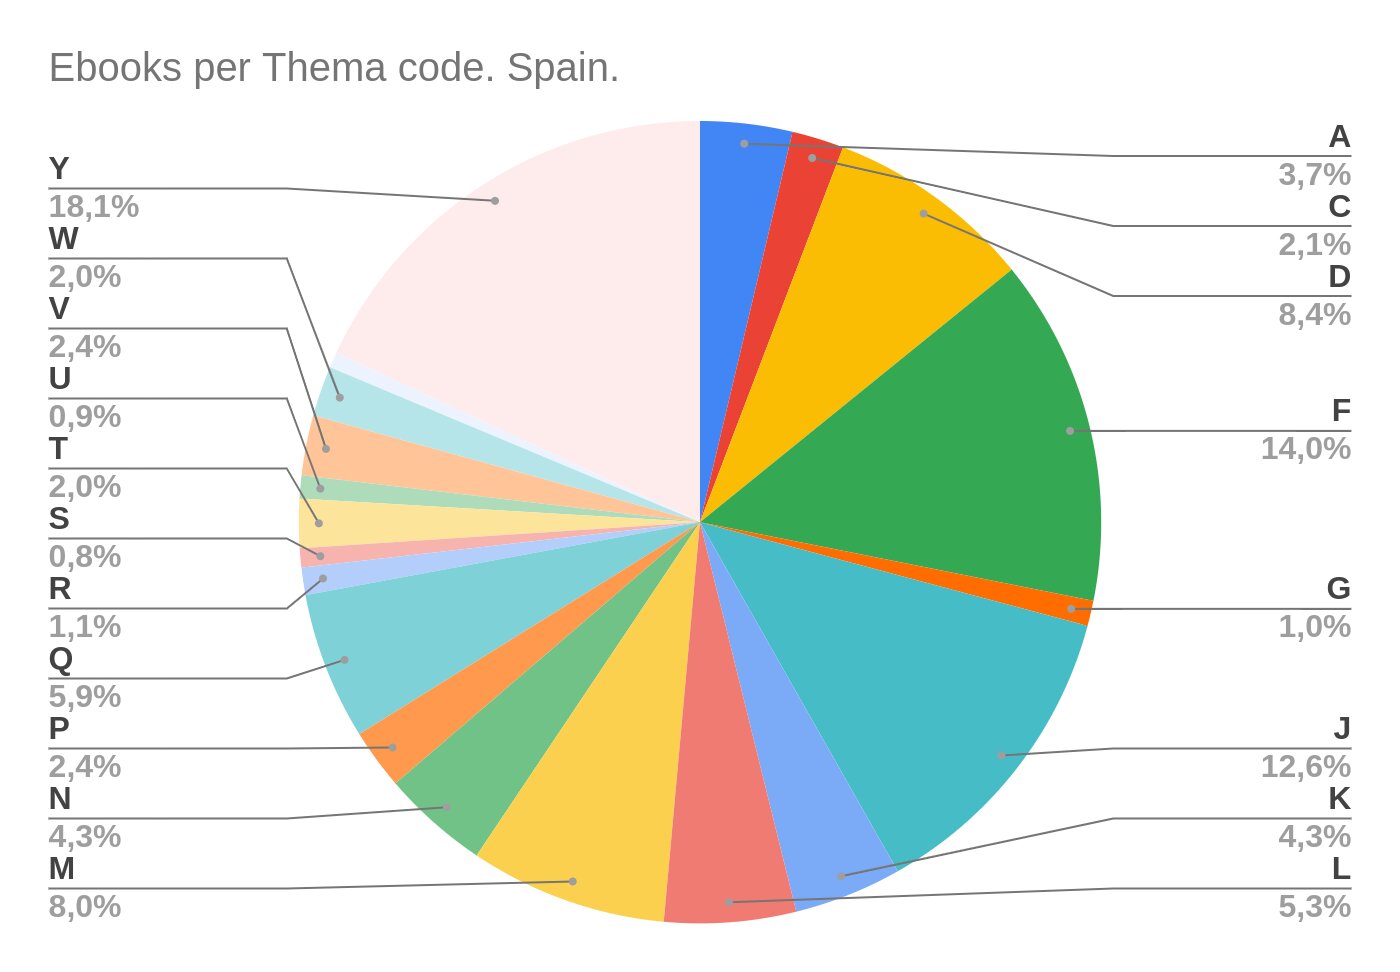 Ebooks per Thema code. Spain.
Y
18,1%
W
2,0%
V
2,4%
U
0,9%
T
2,0%
S
0,8%
R
1,1%
Q
5,9%
P
2,4%
N
4,3%
M
8,0%
A
3,7%
C
2,1%
D
8,4%
F
14,0%
G
1,0%
J
12,6%
K
4,3%
L
5,3%